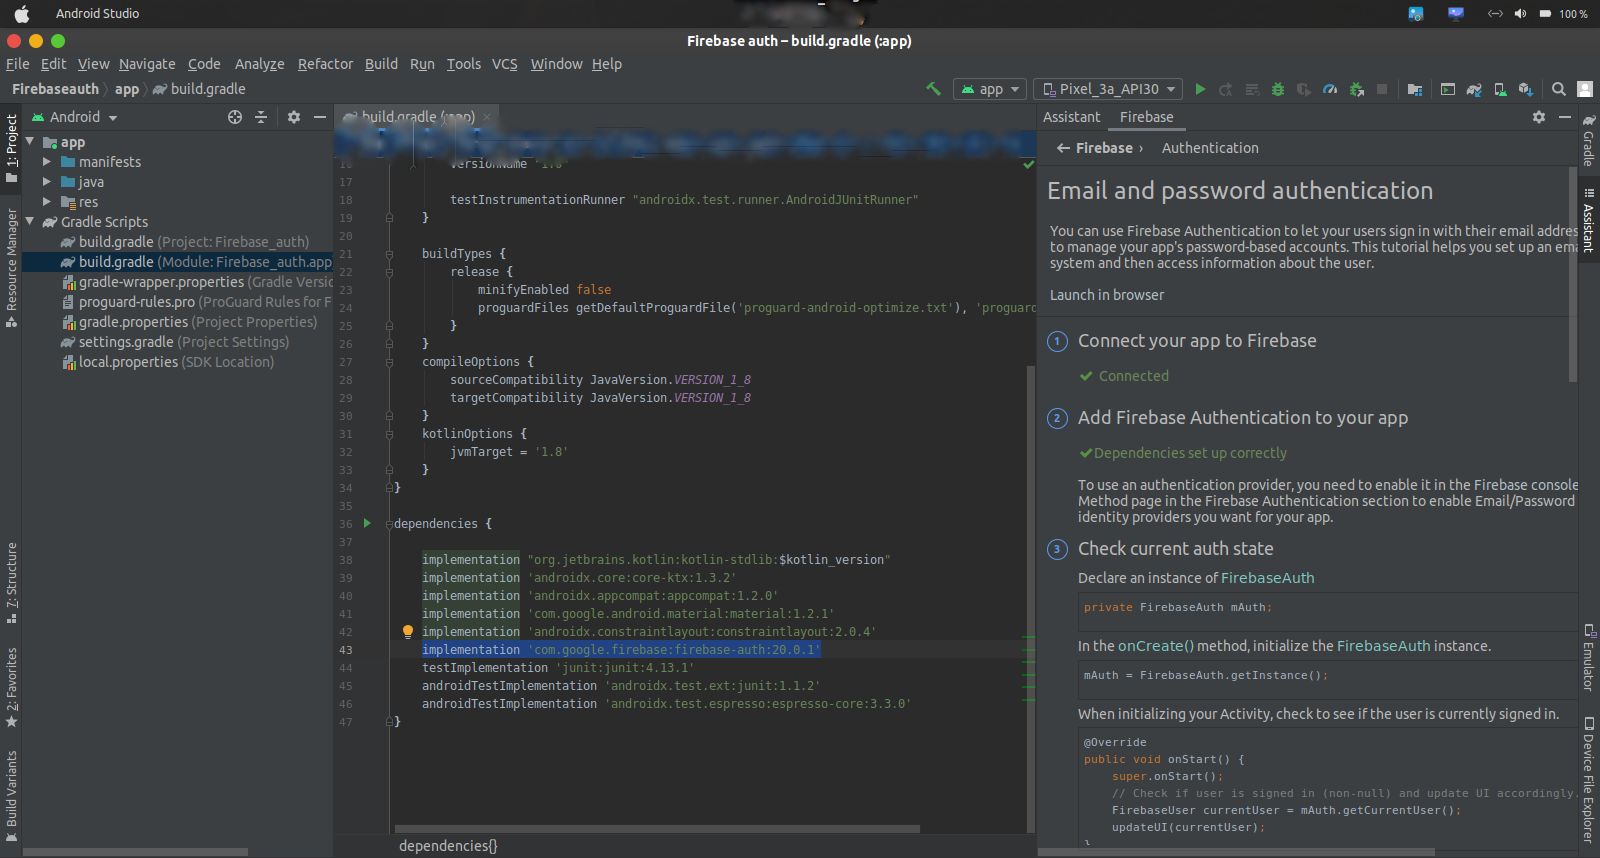 Android Studio
100 %
Firebase auth – build.gradle (:app)
File Edit View Navigate Code Analyze Refactor Build Run Tools VCS Window Help
Firebaseauth app build.gradle
app Pixel_3a_API30
1: Project
Resource Manager
7: Structure
2: Favorites
Build Variants
Android
app
manifests
java
res
Gradle Scripts
build.gradle (Project: Firebase_auth)
build.gradle (Module: Firebase_auth.app
gradle-wrapper.properties (Gradle Versio
proguard-rules.pro (ProGuard Rules for F
gradle.properties (Project Properties)
settings.gradle (Project Settings)
local.properties (SDK Location)
build.gradle (:app)
16 versionName "1.0"
17
18 testInstrumentationRunner "androidx.test.runner.AndroidJUnitRunner"
19 }
20
21 buildTypes {
22 release {
23 minifyEnabled false
24 proguardFiles getDefaultProguardFile('proguard-android-optimize.txt'), 'proguard
25 }
26 }
27 compileOptions {
28 sourceCompatibility JavaVersion.VERSION_1_8
29 targetCompatibility JavaVersion.VERSION_1_8
30 }
31 kotlinOptions {
32 jvmTarget = '1.8'
33 }
34 }
35
36 dependencies {
37
38 implementation "org.jetbrains.kotlin:kotlin-stdlib:$kotlin_version"
39 implementation 'androidx.core:core-ktx:1.3.2'
40 implementation 'androidx.appcompat:appcompat:1.2.0'
41 implementation 'com.google.android.material:material:1.2.1'
42 implementation 'androidx.constraintlayout:constraintlayout:2.0.4'
43 implementation 'com.google.firebase:firebase-auth:20.0.1'
44 testImplementation 'junit:junit:4.13.1'
45 androidTestImplementation 'androidx.test.ext:junit:1.1.2'
46 androidTestImplementation 'androidx.test.espresso:espresso-core:3.3.0'
47 }
dependencies{}
Assistant Firebase
← Firebase › Authentication
Email and password authentication
You can use Firebase Authentication to let your users sign in with their email addres
to manage your app's password-based accounts. This tutorial helps you set up an ema
system and then access information about the user.
Launch in browser
1 Connect your app to Firebase
Connected
2 Add Firebase Authentication to your app
Dependencies set up correctly
To use an authentication provider, you need to enable it in the Firebase console
Method page in the Firebase Authentication section to enable Email/Password
identity providers you want for your app.
3 Check current auth state
Declare an instance of FirebaseAuth
private FirebaseAuth mAuth;
In the onCreate() method, initialize the FirebaseAuth instance.
mAuth = FirebaseAuth.getInstance();
When initializing your Activity, check to see if the user is currently signed in.
@Override
public void onStart() {
super.onStart();
// Check if user is signed in (non-null) and update UI accordingly.
FirebaseUser currentUser = mAuth.getCurrentUser();
updateUI(currentUser);
}
Gradle
Assistant
Emulator
Device File Explorer